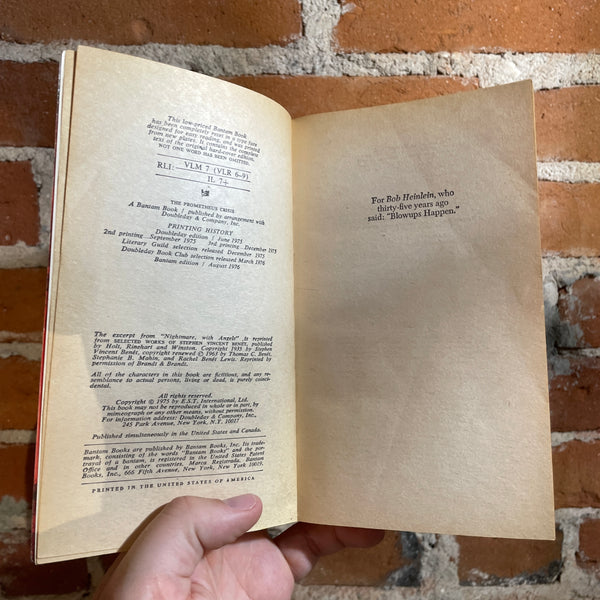 This low-priced Bantam Book
has been completely reset in a type face
designed for easy reading, and was printed
from new plates. It contains the complete
text of the original hard-cover edition.
NOT ONE WORD HAS BEEN OMITTED.
RLI: VLM 7 (VLR 6–9)
IL 7+
THE PROMETHEUS CRISIS
A Bantam Book / published by arrangement with
Doubleday & Company, Inc.
PRINTING HISTORY
Doubleday edition / June 1975
2nd printing .... September 1975 3rd printing . December 1975
Literary Guild selection released December 1975
Doubleday Book Club selection released March 1976
Bantam edition / August 1976
The excerpt from "Nightmare, with Angels" is reprinted
from SELECTED WORKS OF STEPHEN VINCENT BENÉT, published
by Holt, Rinehart and Winston. Copyright 1935 by Stephen
Vincent Benét, copyright renewed © 1963 by Thomas C. Benét,
Stephanie B. Mahin, and Rachel Benét Lewis. Reprinted by
permission of Brandt & Brandt.
All of the characters in this book are fictitious, and any re-
semblance to actual persons, living or dead, is purely coinci-
dental.
All rights reserved.
Copyright © 1975 by E.S.T. International, Ltd.
This book may not be reproduced in whole or in part, by
mimeograph or any other means, without permission.
For information address: Doubleday & Company, Inc.,
245 Park Avenue, New York, N.Y. 10017
Published simultaneously in the United States and Canada.
Bantam Books are published by Bantam Books, Inc. Its trade-
mark, consisting of the words "Bantam Books" and the por-
trayal of a bantam, is registered in the United States Patent
Office and in other countries. Marca Registrada. Bantam
Books, Inc., 666 Fifth Avenue, New York, New York 10019.
PRINTED IN THE UNITED STATES OF AMERICA
For Bob Heinlein, who
thirty-five years ago
said: "Blowups Happen."